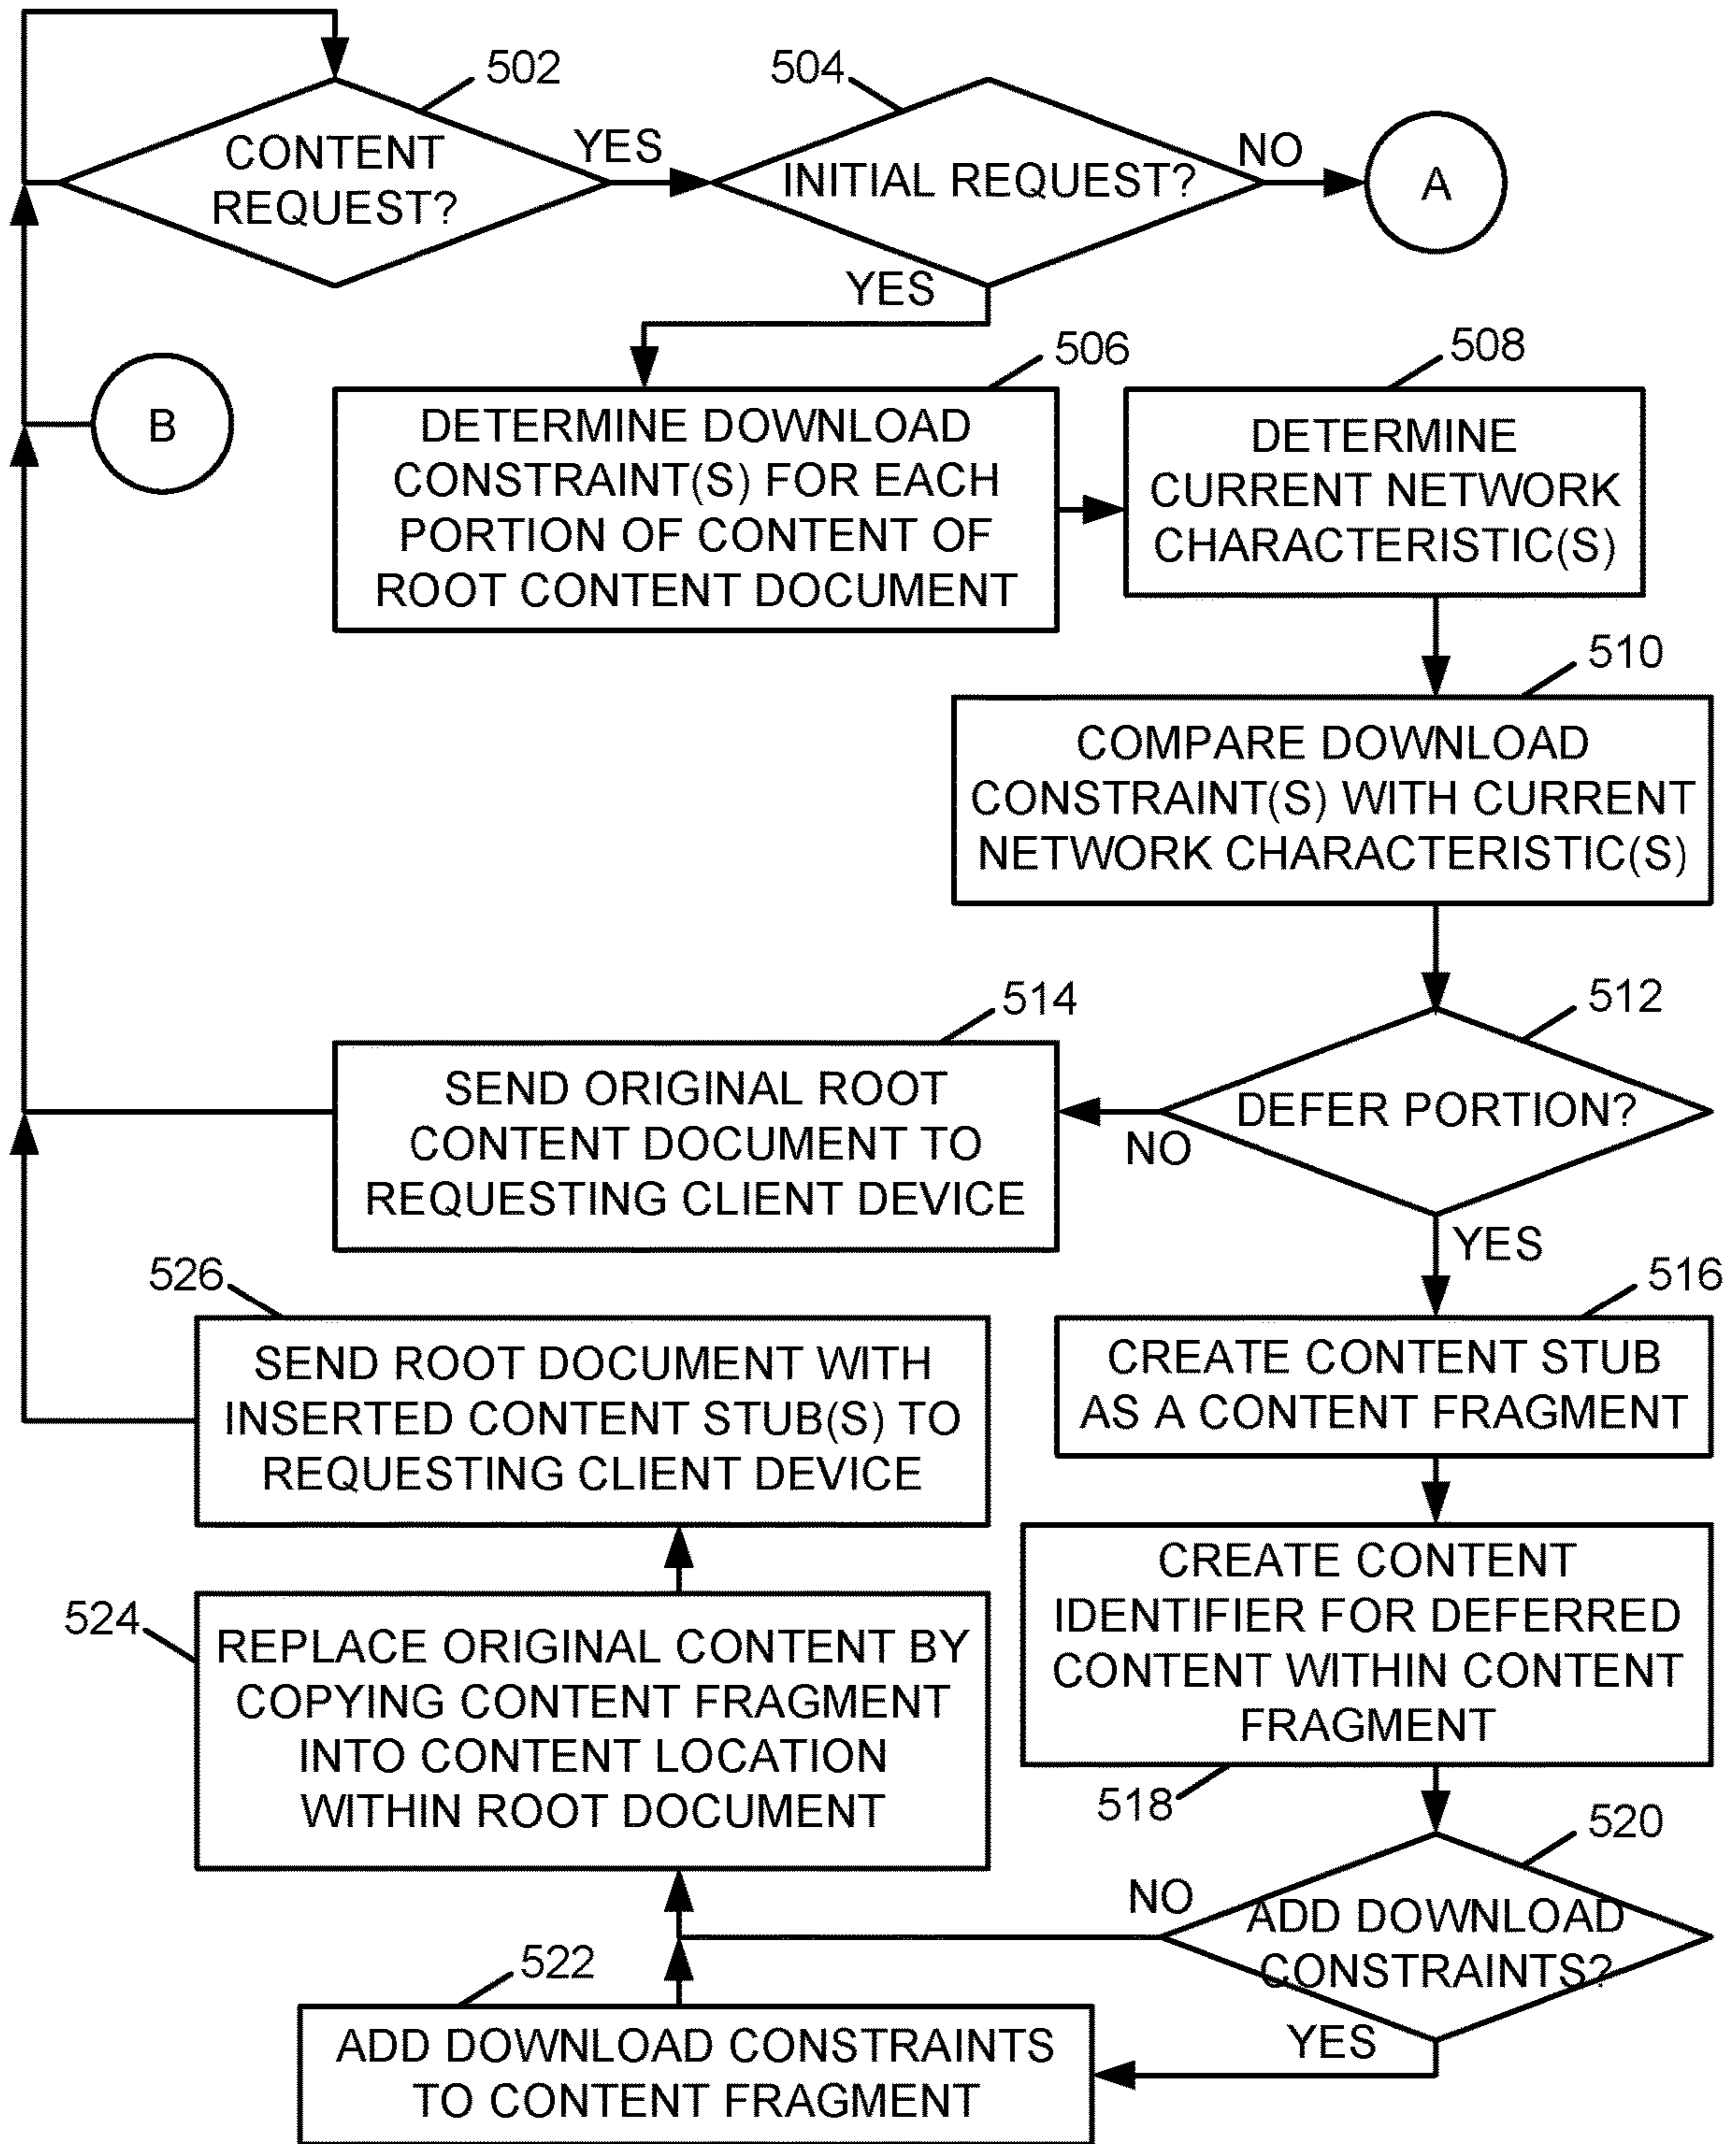 502
504
CONTENT
REQUEST?
YES
INITIAL REQUEST?
NO
A
YES
B
506
DETERMINE DOWNLOAD
CONSTRAINT(S) FOR EACH
PORTION OF CONTENT OF
ROOT CONTENT DOCUMENT
508
DETERMINE
CURRENT NETWORK
CHARACTERISTIC(S)
510
COMPARE DOWNLOAD
CONSTRAINT(S) WITH CURRENT
NETWORK CHARACTERISTIC(S)
512
DEFER PORTION?
NO
514
SEND ORIGINAL ROOT
CONTENT DOCUMENT TO
REQUESTING CLIENT DEVICE
YES
516
CREATE CONTENT STUB
AS A CONTENT FRAGMENT
CREATE CONTENT
IDENTIFIER FOR DEFERRED
CONTENT WITHIN CONTENT
FRAGMENT
518
520
ADD DOWNLOAD
CONSTRAINTS?
NO
YES
522
ADD DOWNLOAD CONSTRAINTS
TO CONTENT FRAGMENT
524
REPLACE ORIGINAL CONTENT BY
COPYING CONTENT FRAGMENT
INTO CONTENT LOCATION
WITHIN ROOT DOCUMENT
526
SEND ROOT DOCUMENT WITH
INSERTED CONTENT STUB(S) TO
REQUESTING CLIENT DEVICE